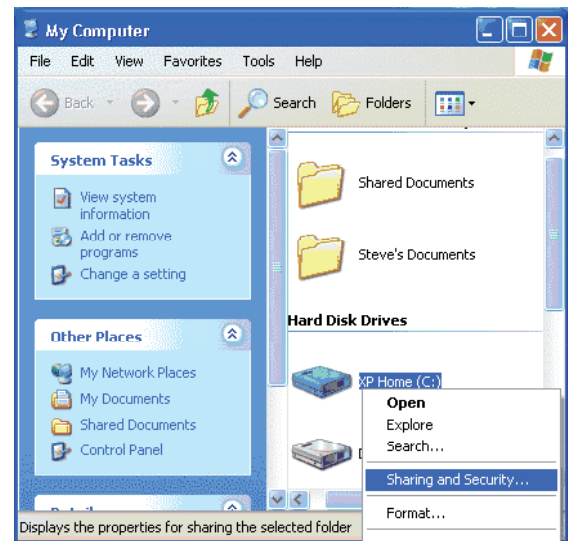 My Computer
File Edit View Favorites Tools Help
Back Search Folders
System Tasks
View system
information
Add or remove
programs
Change a setting
Other Places
My Network Places
My Documents
Shared Documents
Control Panel
Shared Documents
Steve's Documents
Hard Disk Drives
XP Home (C:)
Open
Explore
Search...
Sharing and Security...
Format...
Displays the properties for sharing the selected folder